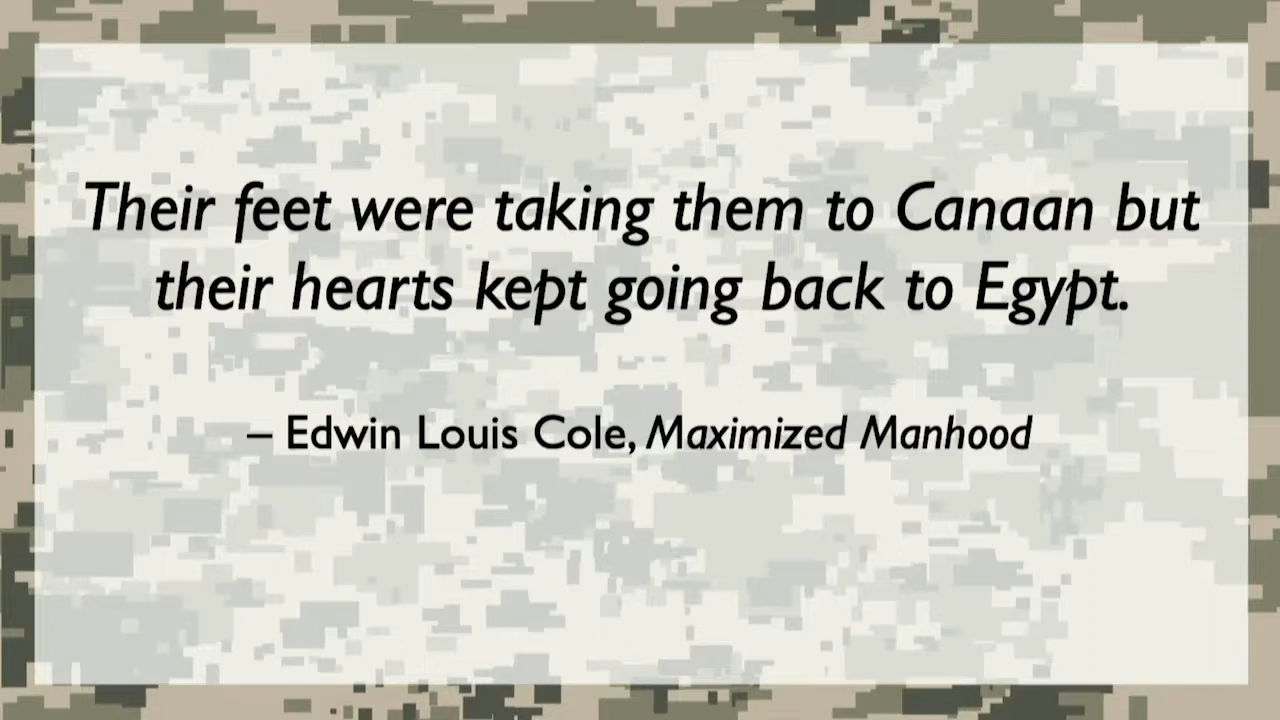 Their feet were taking them to Canaan but
their hearts kept going back to Egypt.
– Edwin Louis Cole, Maximized Manhood